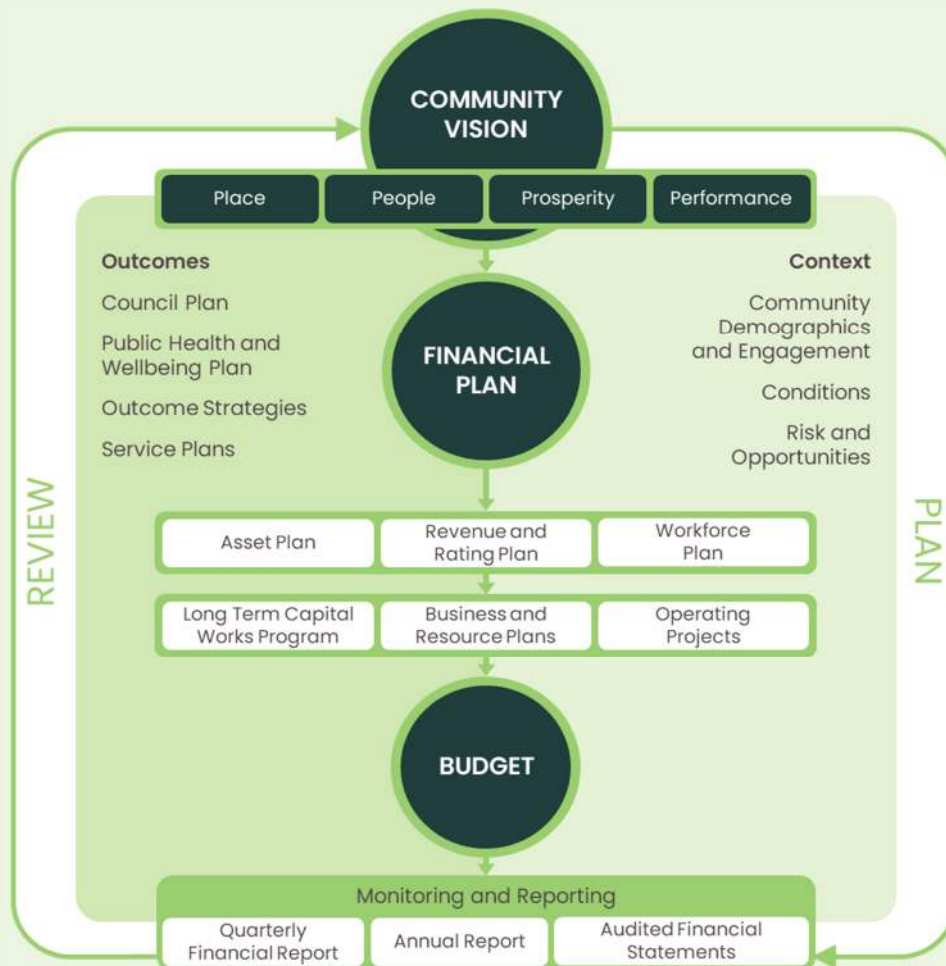 COMMUNITY
VISION
Place
People
Prosperity
Performance
Outcomes
Council Plan
Public Health and
Wellbeing Plan
Outcome Strategies
Service Plans
FINANCIAL
PLAN
Context
Community
Demographics
and Engagement
Conditions
Risk and
Opportunities
REVIEW
PLAN
Asset Plan
Revenue and
Rating Plan
Workforce
Plan
Long Term Capital
Works Program
Business and
Resource Plans
Operating
Projects
BUDGET
Monitoring and Reporting
Quarterly
Financial Report
Annual Report
Audited Financial
Statements